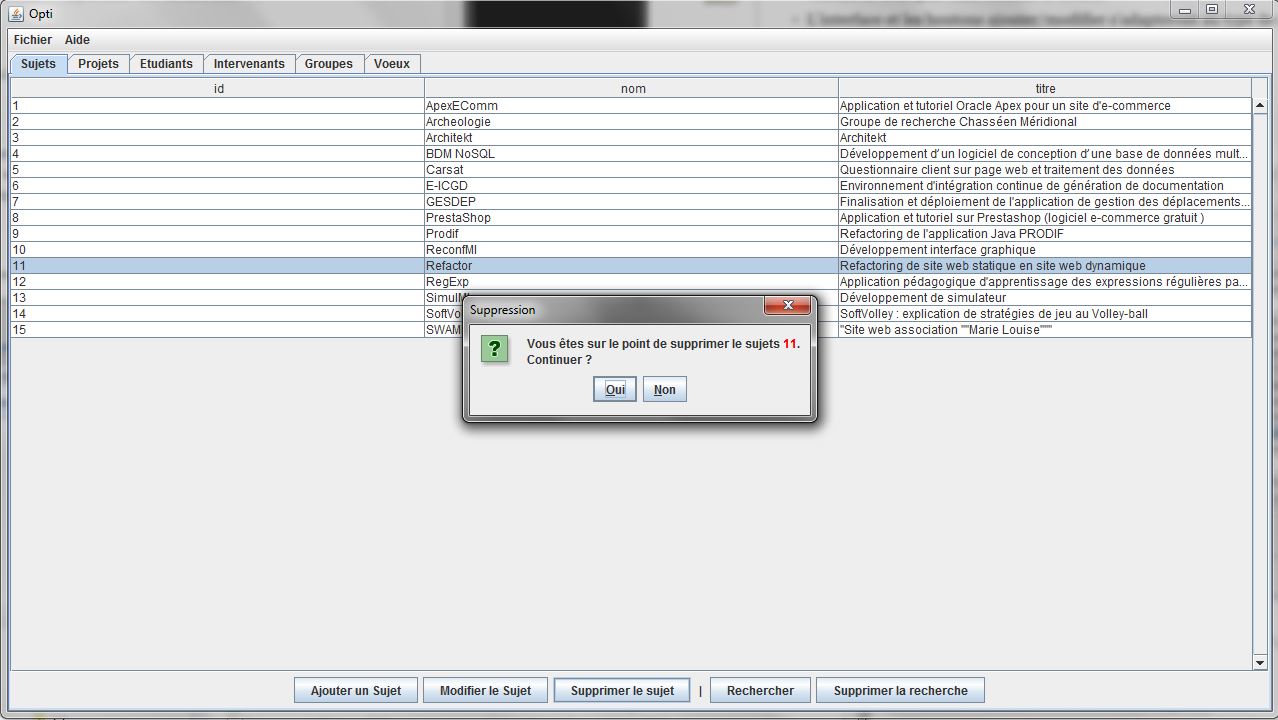 Opti
Fichier Aide
Sujets Projets Etudiants Intervenants Groupes Voeux
id nom titre
1 ApexEComm Application et tutoriel Oracle Apex pour un site d'e-commerce
2 Archeologie Groupe de recherche Chasséen Méridional
3 Architekt Architekt
4 BDM NoSQL Développement d'un logiciel de conception d'une base de données mult...
5 Carsat Questionnaire client sur page web et traitement des données
6 E-ICGD Environnement d'intégration continue de génération de documentation
7 GESDEP Finalisation et déploiement de l'application de gestion des déplacements...
8 PrestaShop Application et tutoriel sur Prestashop (logiciel e-commerce gratuit )
9 Prodif Refactoring de l'application Java PRODIF
10 ReconfMI Développement interface graphique
11 Refactor Refactoring de site web statique en site web dynamique
12 RegExp Application pédagogique d'apprentissage des expressions régulières pa...
13 Développement de simulateur
14 SoftVolley : explication de stratégies de jeu au Volley-ball
15 SWAM "Site web association ""Marie Louise"""
Suppression
Vous êtes sur le point de supprimer le sujets 11.
Continuer ?
Oui Non
Ajouter un Sujet Modifier le Sujet Supprimer le sujet | Rechercher Supprimer la recherche